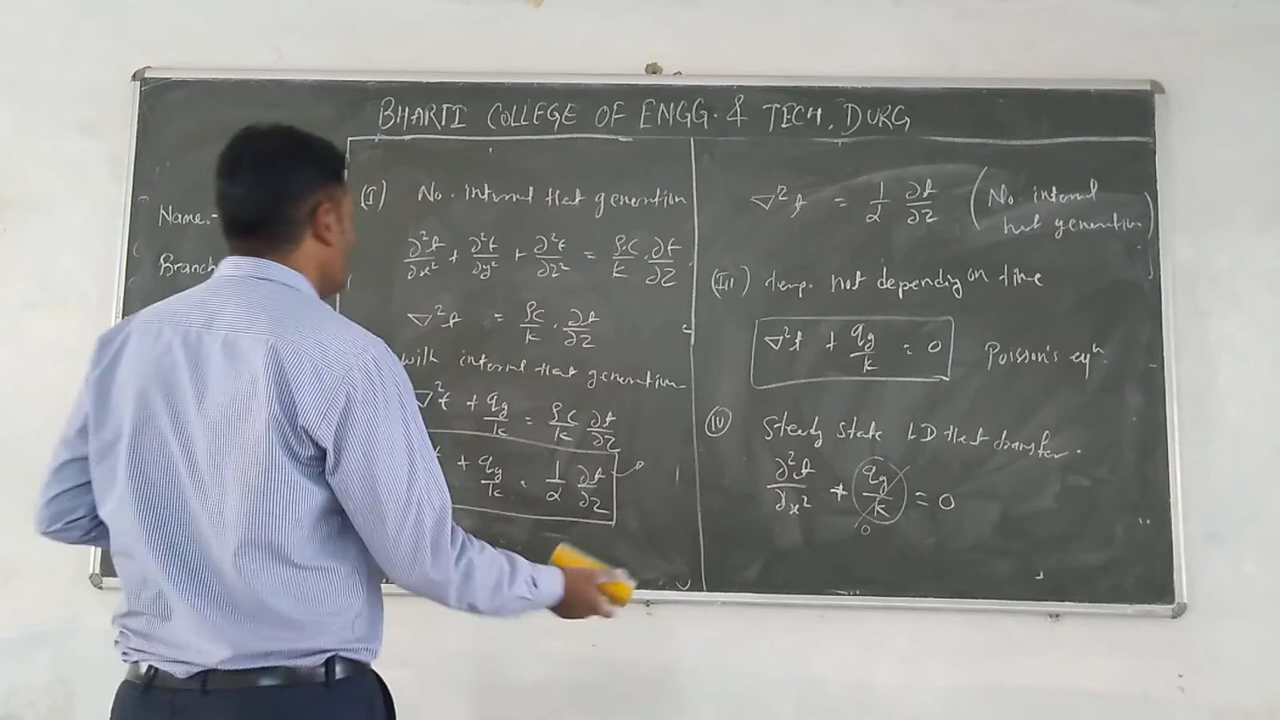 BHARTI COLLEGE OF ENGG. & TECH, DURG
Name:-
Branch
(I) No. internal heat generation
∂²t/∂x² + ∂²t/∂y² + ∂²t/∂z² = ρc/k . ∂t/∂Z
∇²t = ρc/k . ∂t/∂Z
with internal heat generation
∇²t + qg/k = ρc/k ∂t/∂Z
+ qg/k = 1/α ∂t/∂Z
∇²t = 1/α ∂t/∂Z (No. internal
heat generation)
(III) temp. not depending on time
∇²t + qg/k = 0 Poisson's eqn.
(IV) Steady state 1D heat transfer.
∂²t/∂x² + qg/k = 0
0